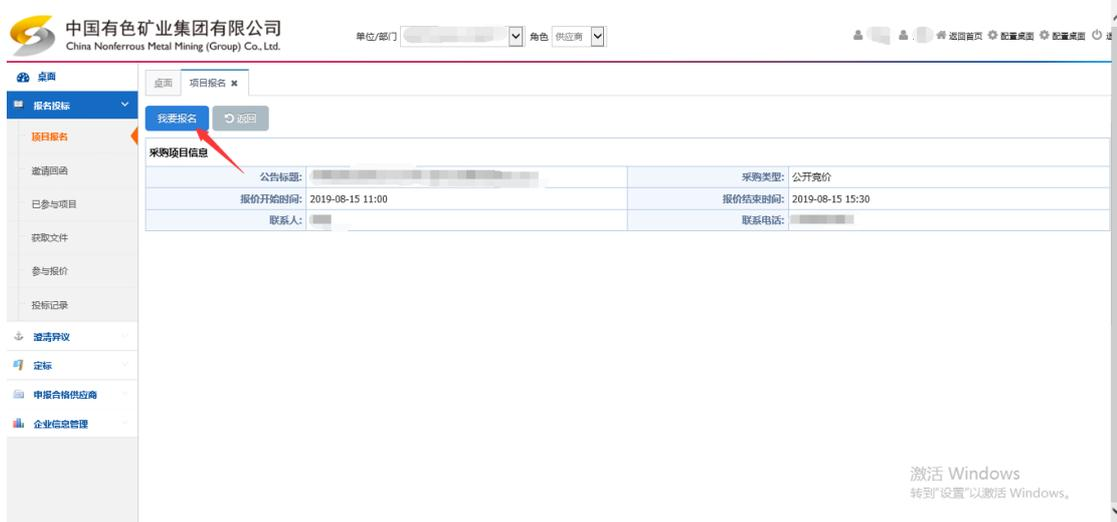 中国有色矿业集团有限公司
China Nonferrous Metal Mining (Group) Co., Ltd.
单位/部门 角色 供应商 返回首页 配置桌面 配置桌面
桌面
报名投标
项目报名
邀请回函
已参与项目
获取文件
参与报价
投标记录
澄清异议
定标
申报合格供应商
企业信息管理
桌面 项目报名
我要报名 返回
采购项目信息
公告标题: 采购类型: 公开竞价
报价开始时间: 2019-08-15 11:00 报价结束时间: 2019-08-15 15:30
联系人: 联系电话:
激活 Windows
转到"设置"以激活 Windows。